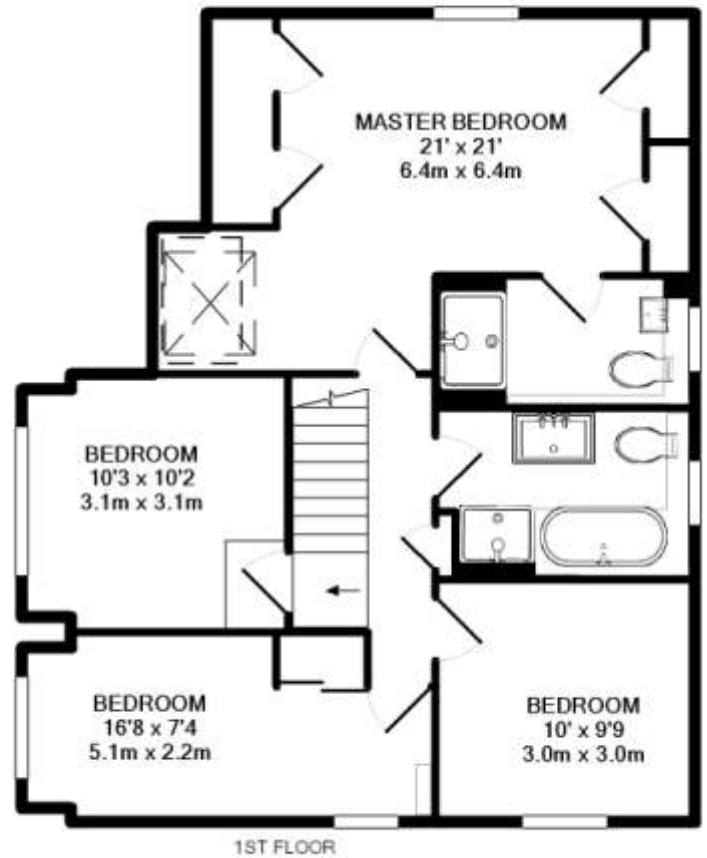 MASTER BEDROOM
21' x 21'
6.4m x 6.4m
BEDROOM
10'3 x 10'2
3.1m x 3.1m
BEDROOM
16'8 x 7'4
5.1m x 2.2m
BEDROOM
10' x 9'9
3.0m x 3.0m
1ST FLOOR